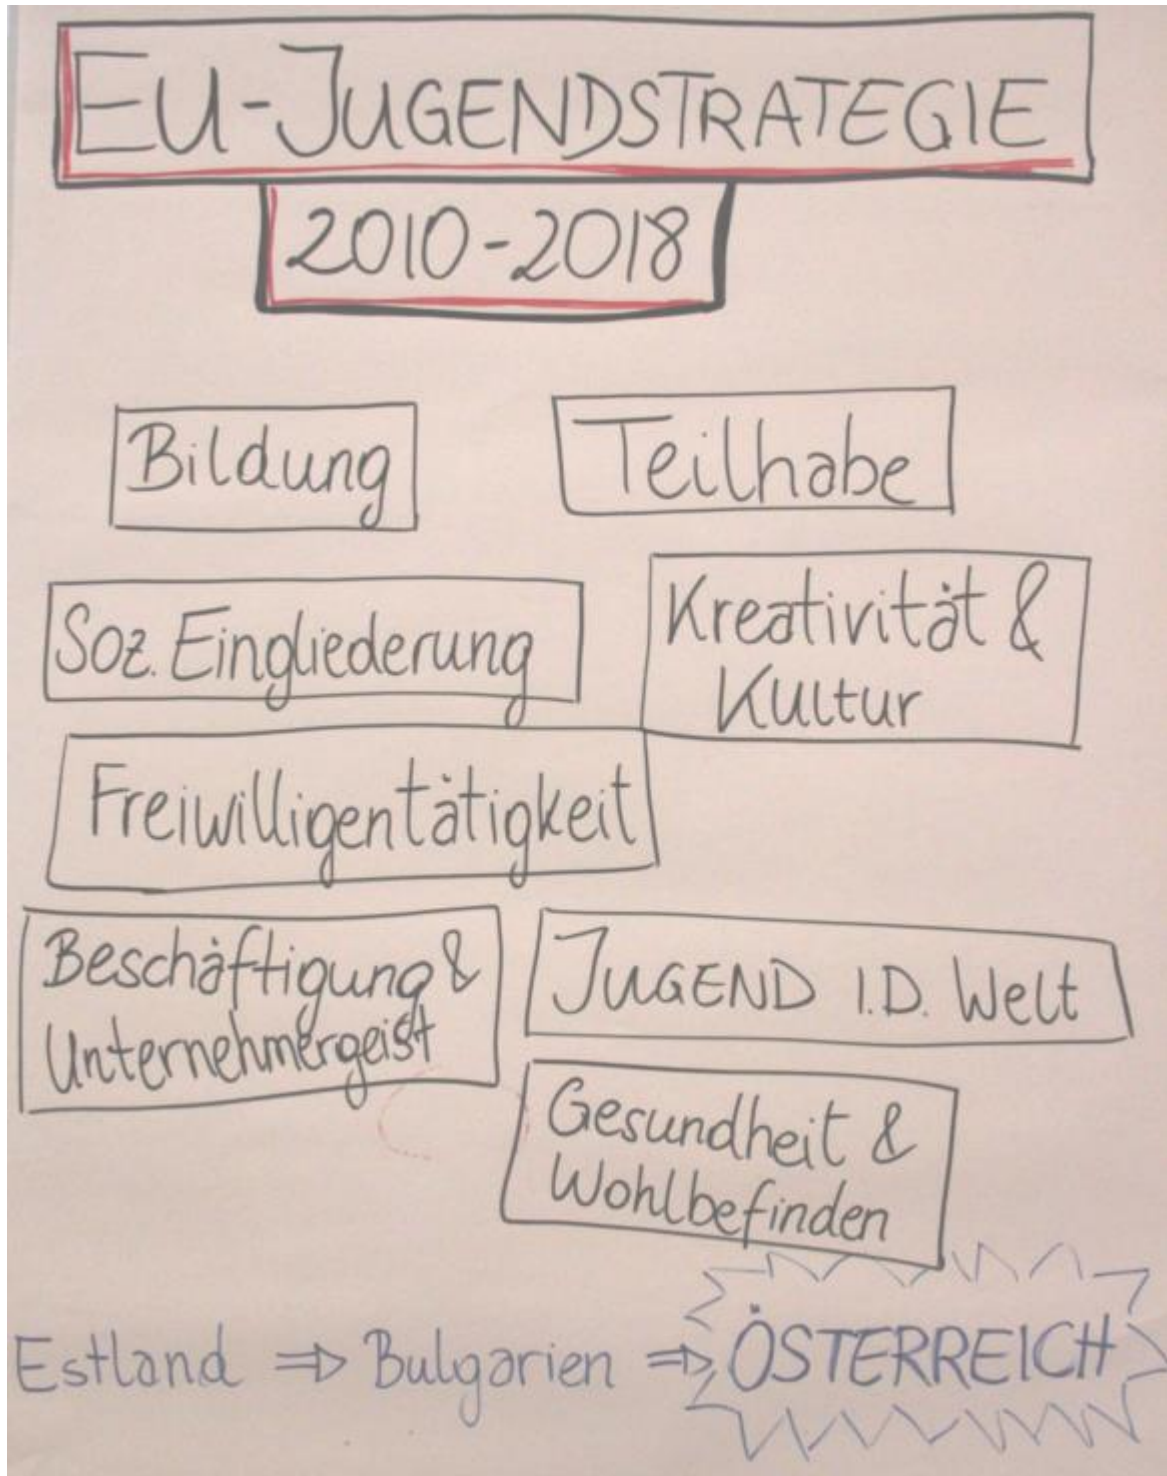 EU-JUGENDSTRATEGIE
2010-2018
Bildung
Teilhabe
Soz. Eingliederung
Kreativität &
Kultur
Freiwilligentätigkeit
Beschäftigung &
Unternehmergeist
JUGEND I.D. Welt
Gesundheit &
Wohlbefinden
Estland ⇒ Bulgarien ⇒ ÖSTERREICH